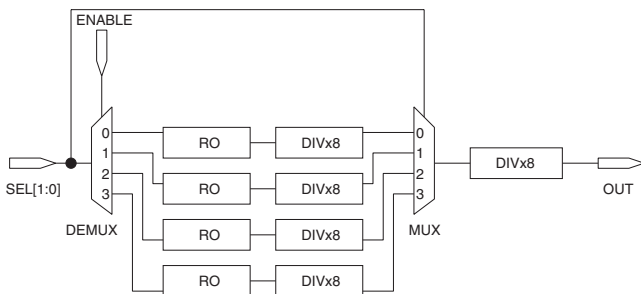 ENABLE
0 RO DIVx8 0
1 RO DIVx8 1
2 RO DIVx8 2
3 RO DIVx8 3
SEL[1:0]
DEMUX
MUX
DIVx8
OUT